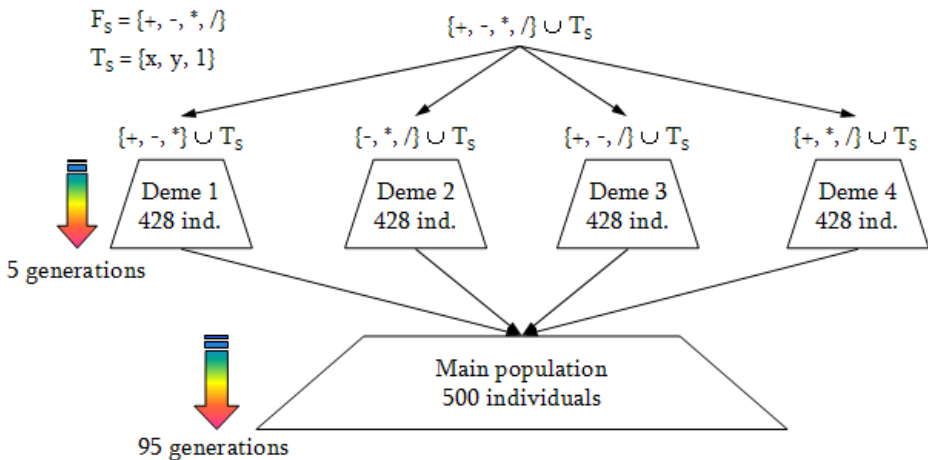 F_S = {+, -, *, /}
T_S = {x, y, 1}
{+, -, *, /} ∪ T_S
{+, -, *} ∪ T_S
{-, *, /} ∪ T_S
{+, -, /} ∪ T_S
{+, *, /} ∪ T_S
Deme 1
428 ind.
Deme 2
428 ind.
Deme 3
428 ind.
Deme 4
428 ind.
5 generations
Main population
500 individuals
95 generations